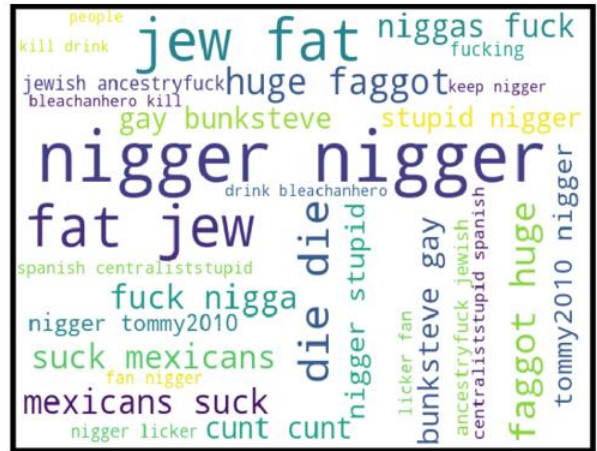 people
kill drink
jew fat
niggas fuck
fucking
jewish ancestryfuck
huge faggot
keep nigger
bleachanhero kill
gay bunksteve
stupid nigger
nigger nigger
drink bleachanhero
fat jew
spanish centraliststupid
fuck nigga
nigger tommy2010
suck mexicans
fan nigger
mexicans suck
nigger licker
cunt cunt
die die
nigger stupid
licker fan
bunksteve gay
ancestryfuck jewish
centraliststupid spanish
faggot huge
tommy2010 nigger